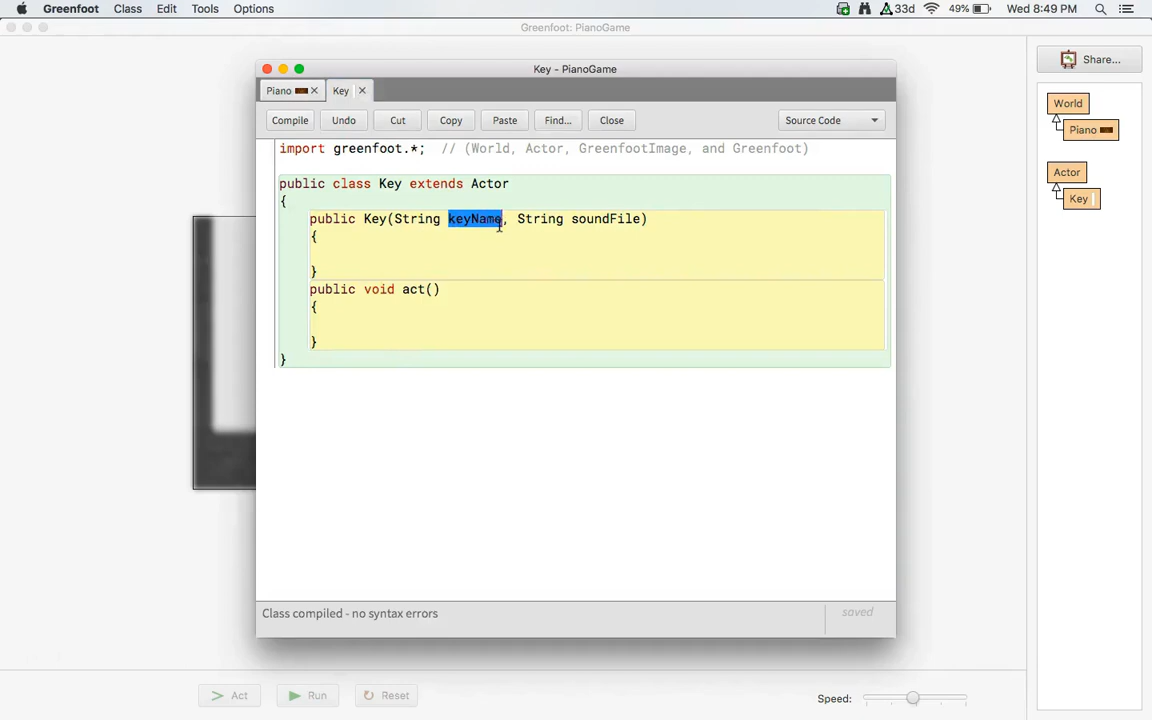 Greenfoot Class Edit Tools Options 33d 49% Wed 8:49 PM
Greenfoot: PianoGame
Key - PianoGame
Piano Key
Compile Undo Cut Copy Paste Find... Close Source Code
import greenfoot.*; // (World, Actor, GreenfootImage, and Greenfoot)
public class Key extends Actor
{
public Key(String keyName, String soundFile)
{
}
public void act()
{
}
}
Class compiled - no syntax errors
saved
Share...
World
Piano
Actor
Key
Act Run Reset Speed: